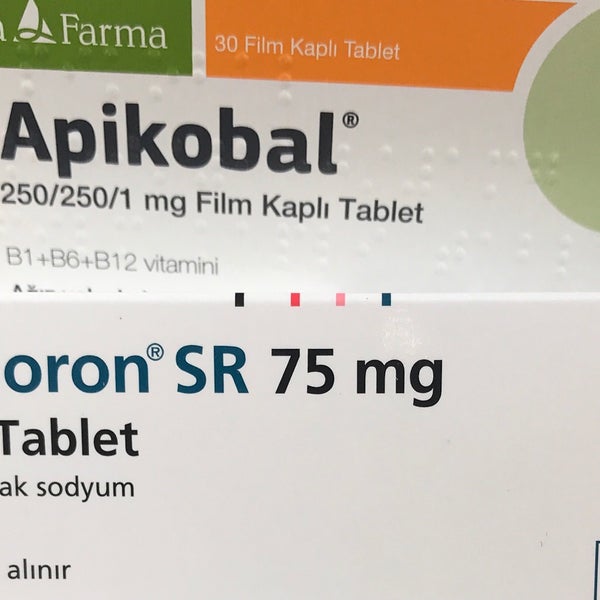 a Farma
30 Film Kaplı Tablet
Apikobal®
250/250/1 mg Film Kaplı Tablet
B1+B6+B12 vitamini
oron® SR 75 mg
Tablet
ak sodyum
alınır